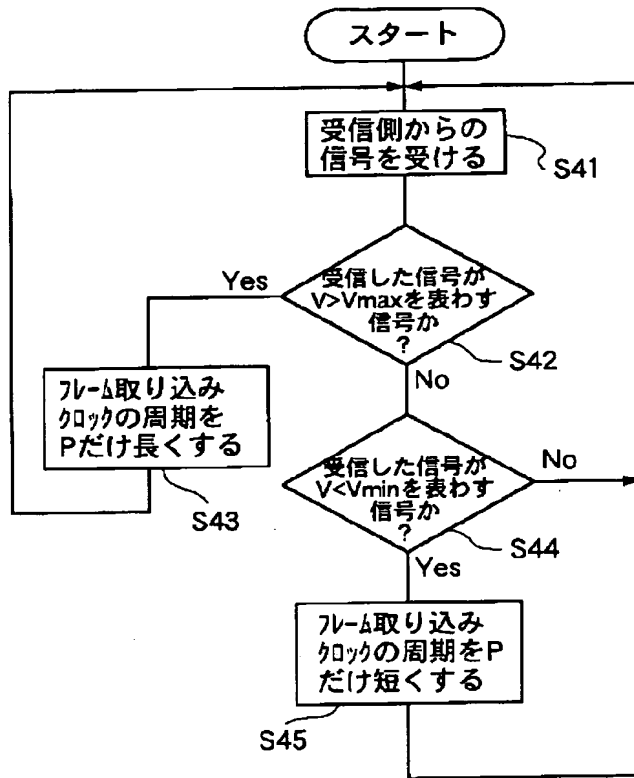 スタート
受信側からの
信号を受ける
S41
受信した信号が
V>Vmaxを表わす
信号か
?
Yes
S42
No
ﾌﾚｰﾑ取り込み
ｸﾛｯｸの周期を
Pだけ長くする
S43
受信した信号が
V<Vminを表わす
信号か
?
No
S44
Yes
ﾌﾚｰﾑ取り込み
ｸﾛｯｸの周期をP
だけ短くする
S45